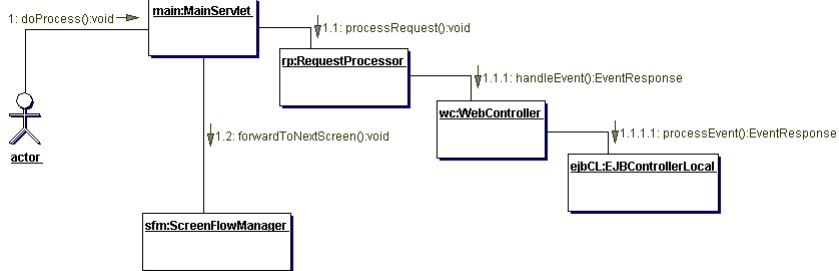 1: doProcess():void
main:MainServlet
1.1: processRequest():void
rp:RequestProcessor
1.1.1: handleEvent():EventResponse
wc:WebController
1.2: forwardToNextScreen():void
1.1.1.1: processEvent():EventResponse
actor
ejbCL:EJBControllerLocal
sfm:ScreenFlowManager